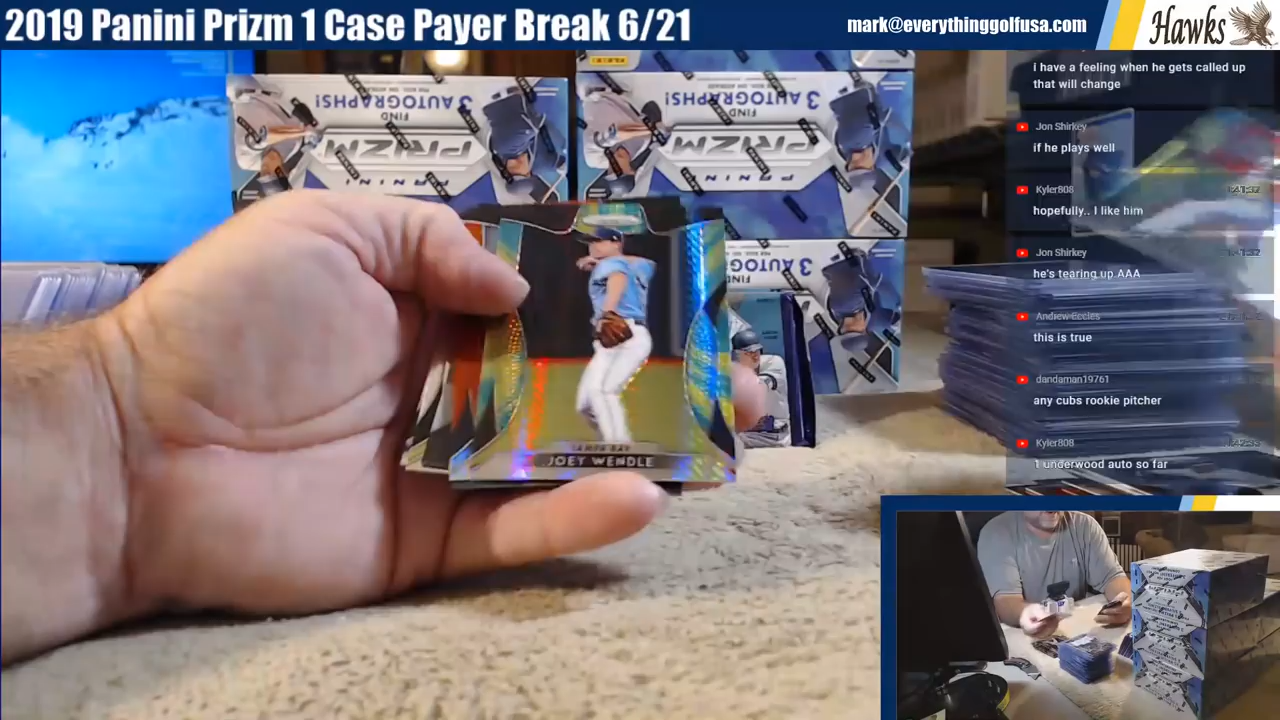 2019 Panini Prizm 1 Case Payer Break 6/21
mark@everythinggolfusa.com
Hawks
i have a feeling when he gets called up
that will change
Jon Shirkey
if he plays well
Kyler808
hopefully.. I like him
Jon Shirkey
he's tearing up AAA
Andrew Eccles
this is true
dandaman19761
any cubs rookie pitcher
Kyler808
1 underwood auto so far
FIND
3 AUTOGRAPHS!
PRIZM
PANINI
FIND
3 AUTOGRAPHS!
PRIZM
PANINI
FIND
TAMPA BAY
JOEY WENDLE